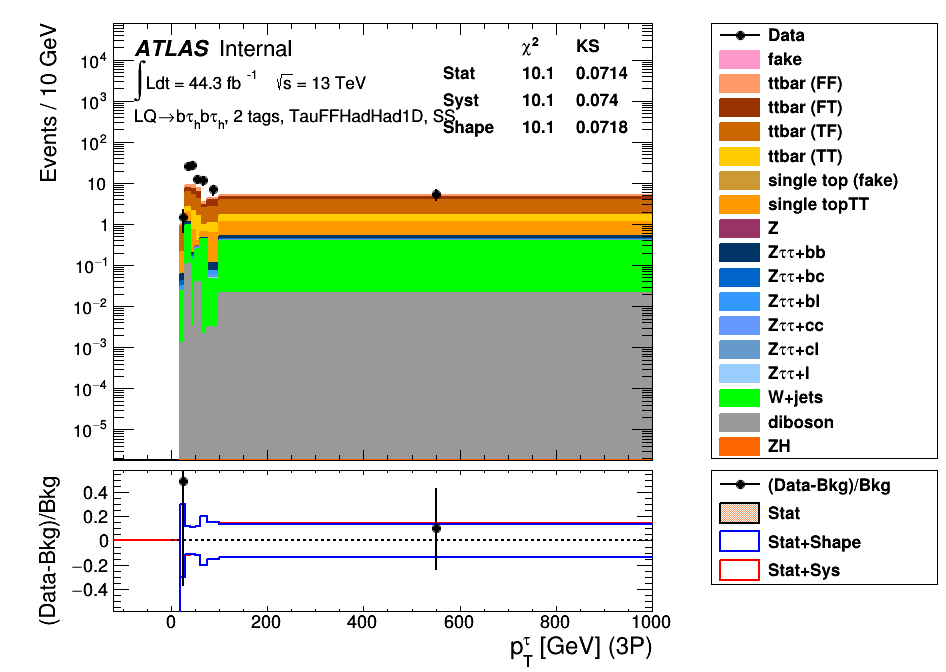 ATLAS Internal
∫Ldt = 44.3 fb⁻¹ √s = 13 TeV
LQ→bτₕbτₕ, 2 tags, TauFFHadHad1D, SS,
χ² KS
Stat 10.1 0.0714
Syst 10.1 0.074
Shape 10.1 0.0718
Events / 10 GeV
10⁴
10³
10²
10
1
10⁻¹
10⁻²
10⁻³
10⁻⁴
10⁻⁵
Data
fake
ttbar (FF)
ttbar (FT)
ttbar (TF)
ttbar (TT)
single top (fake)
single topTT
Z
Zττ+bb
Zττ+bc
Zττ+bl
Zττ+cc
Zττ+cl
Zττ+l
W+jets
diboson
ZH
(Data-Bkg)/Bkg
0.4
0.2
0
−0.2
−0.4
0 200 400 600 800 1000
p_T^τ [GeV] (3P)
(Data-Bkg)/Bkg
Stat
Stat+Shape
Stat+Sys